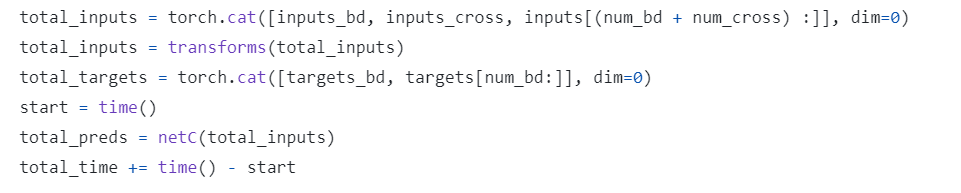 total_inputs = torch.cat([inputs_bd, inputs_cross, inputs[(num_bd + num_cross) :]], dim=0)
total_inputs = transforms(total_inputs)
total_targets = torch.cat([targets_bd, targets[num_bd:]], dim=0)
start = time()
total_preds = netC(total_inputs)
total_time += time() - start